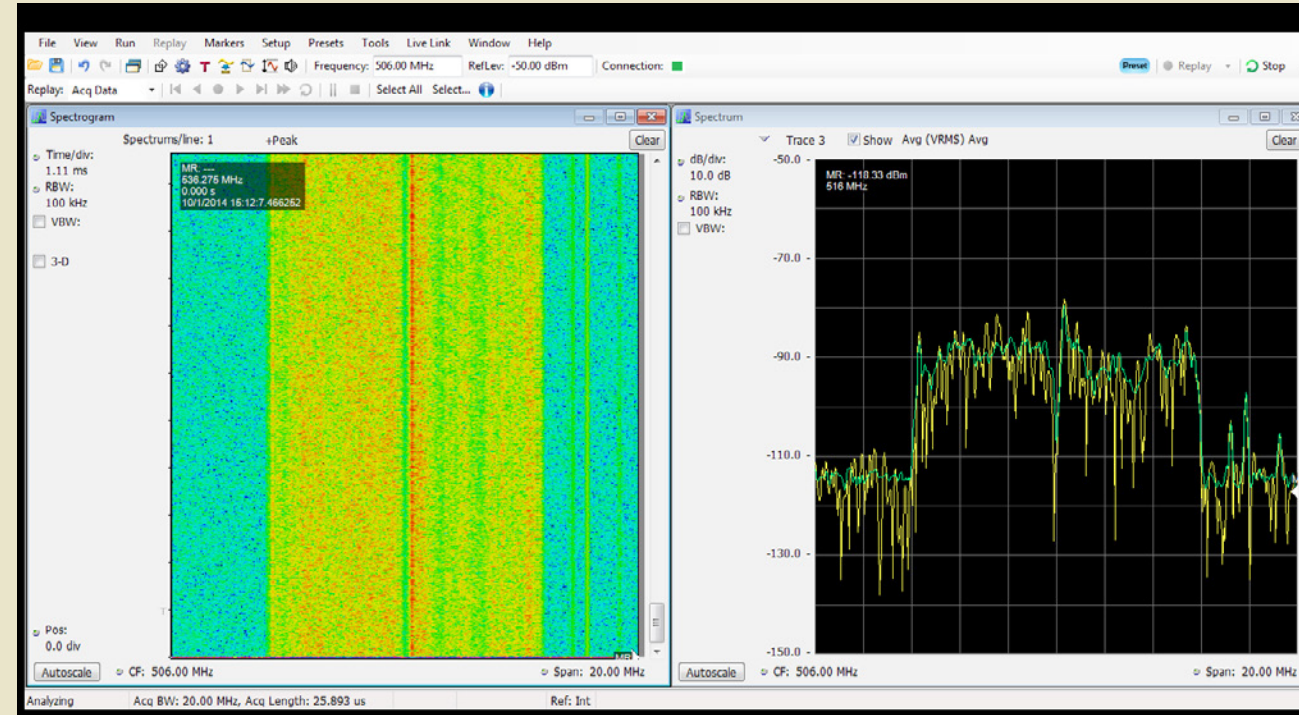 File View Run Replay Markers Setup Presets Tools Live Link Window Help
T Frequency: 506.00 MHz RefLev: -50.00 dBm Connection: Preset Replay Stop
Replay: Acq Data Select All Select...
Spectrogram
Spectrums/line: 1 +Peak Clear
Time/div:
1.11 ms
RBW:
100 kHz
VBW:
3-D
MR: ---
536.275 MHz
0.000 s
10/1/2014 15:12:7.466252
T
MR
Pos:
0.0 div
Autoscale CF: 506.00 MHz Span: 20.00 MHz
Spectrum
Trace 3 Show Avg (VRMS) Avg Clear
dB/div:
10.0 dB
RBW:
100 kHz
VBW:
MR: -118.33 dBm
516 MHz
-50.0 -
-70.0 -
-90.0 -
-110.0 -
-130.0 -
-150.0 -
Autoscale CF: 506.00 MHz Span: 20.00 MHz
Analyzing Acq BW: 20.00 MHz, Acq Length: 25.893 us Ref: Int